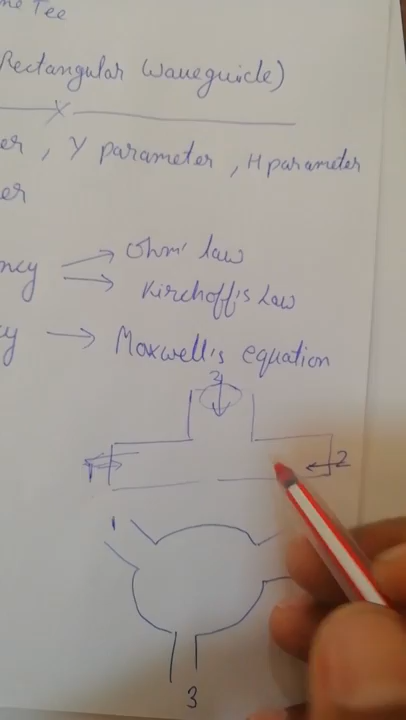 me Tee
Rectangular Waveguide)
X
er, Y parameter, H parameter
er
ncy
Ohm' law
Kirchoff's Law
y → Maxwell's equation
3
1
2
1
3